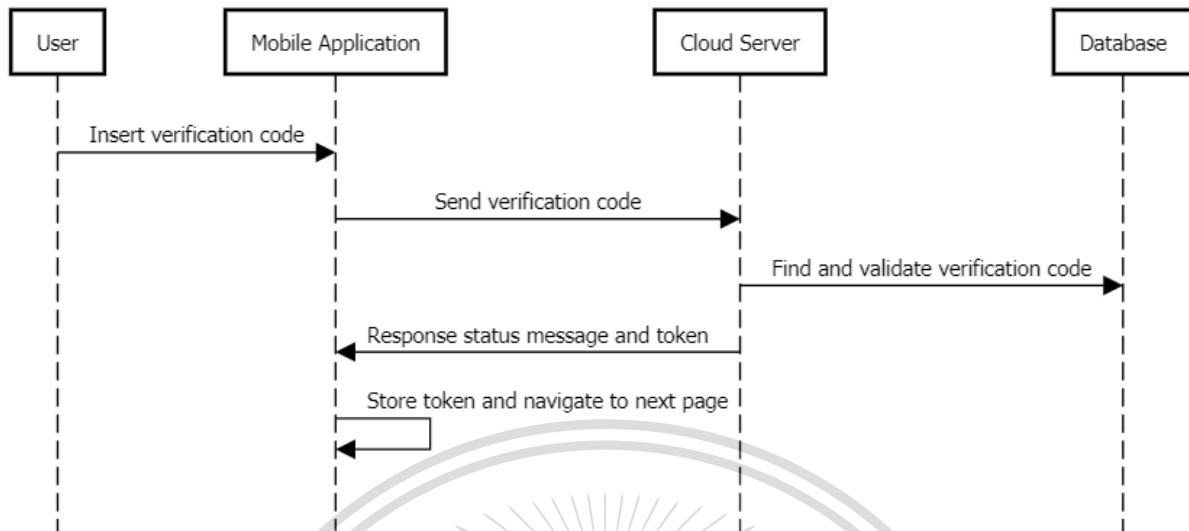 User
Mobile Application
Cloud Server
Database
Insert verification code
Send verification code
Find and validate verification code
Response status message and token
Store token and navigate to next page